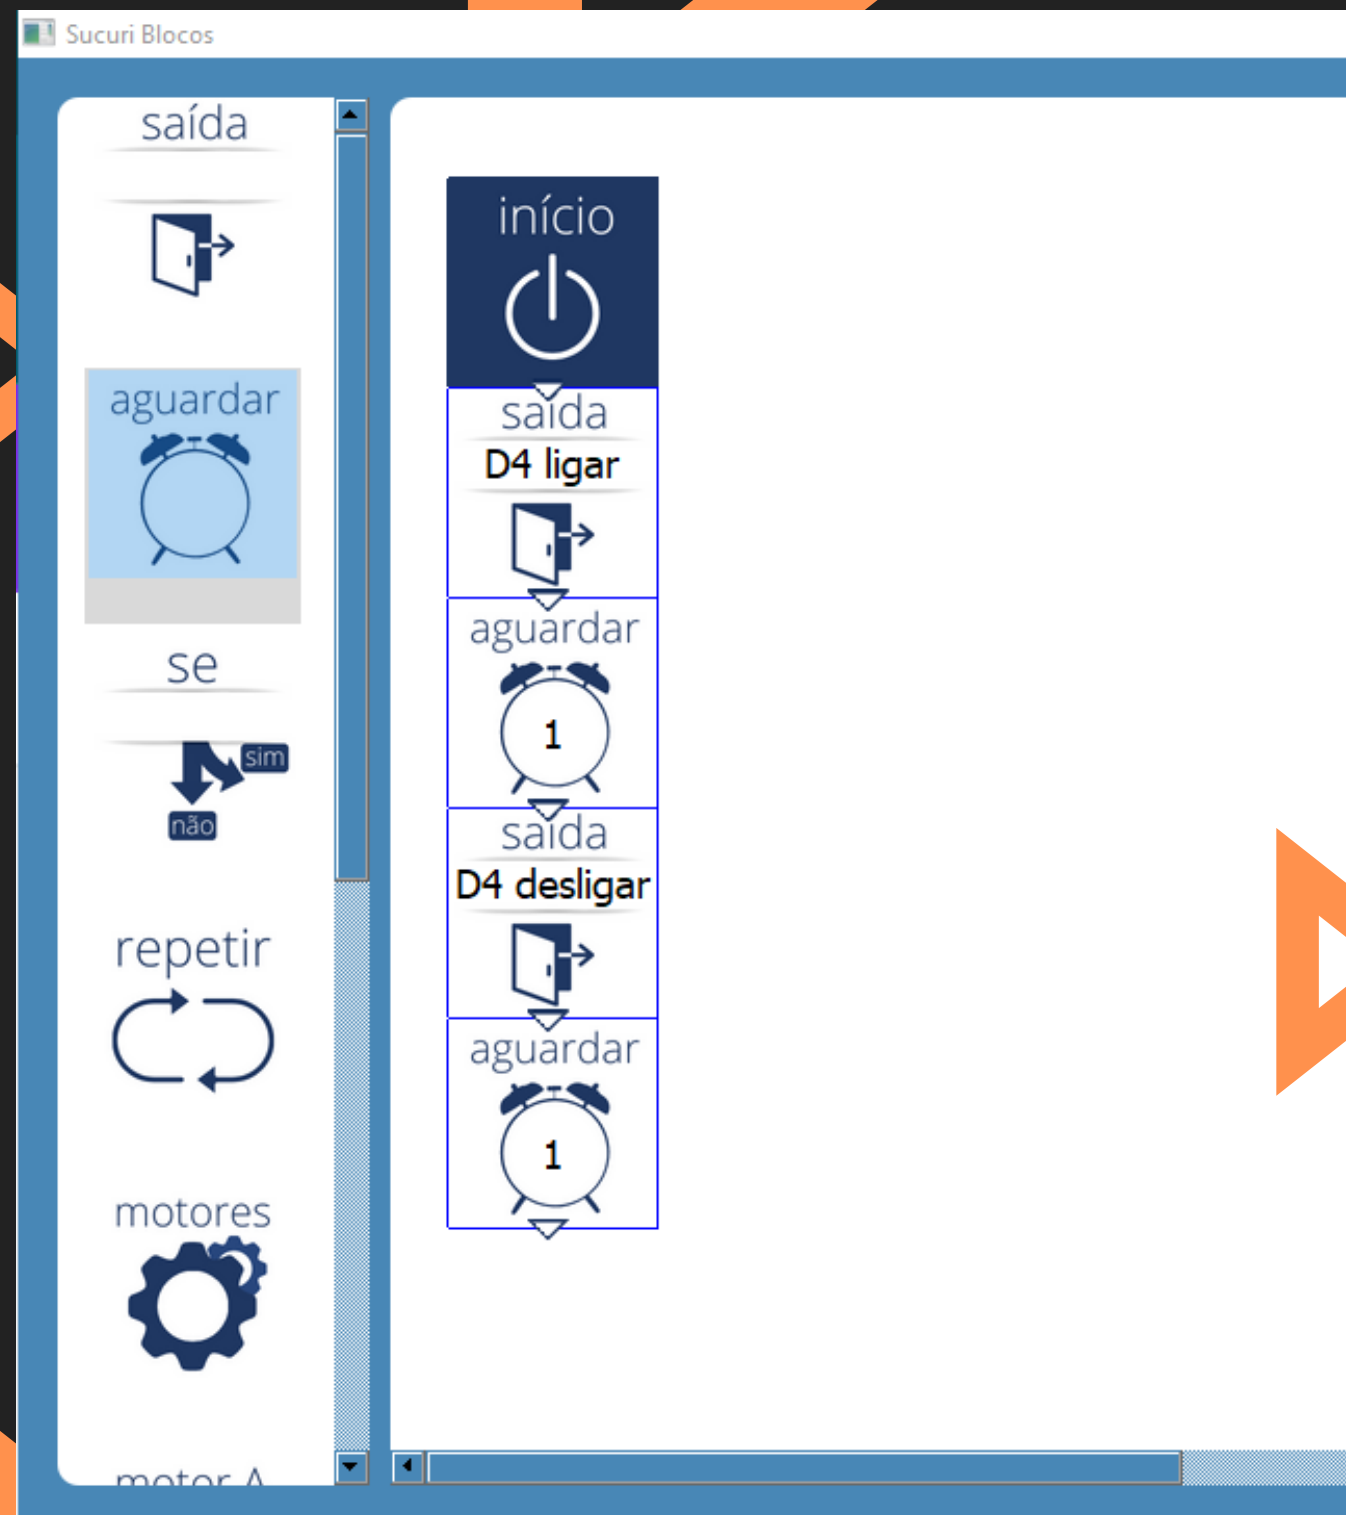 Sucuri Blocos
saída
aguardar
se
sim
não
repetir
motores
motor A
início
saída
D4 ligar
aguardar
1
saída
D4 desligar
aguardar
1